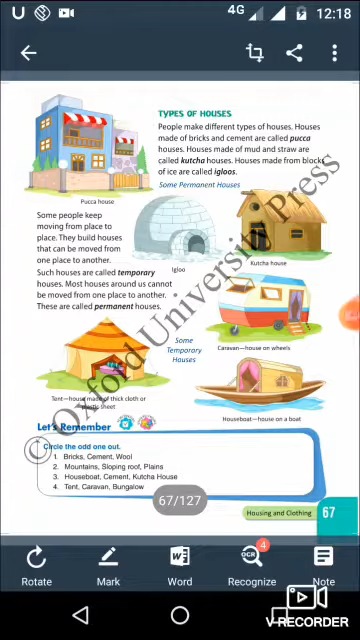 4G 12:18
TYPES OF HOUSES
People make different types of houses. Houses
made of bricks and cement are called pucca
houses. Houses made of mud and straw are
called kutcha houses. Houses made from blocks
of ice are called igloos.
Some Permanent Houses
Pucca house
Igloo
Kutcha house
Some people keep
moving from place to
place. They build houses
that can be moved from
one place to another.
Such houses are called temporary
houses. Most houses around us cannot
be moved from one place to another.
These are called permanent houses.
Some
Temporary
Houses
Caravan–house on wheels
Tent–house made of thick cloth or
plastic sheet
Houseboat–house on a boat
© Oxford University Press
Let's Remember
Circle the odd one out.
1 Bricks, Cement, Wool
2 Mountains, Sloping roof, Plains
3 Houseboat, Cement, Kutcha House
4 Tent, Caravan, Bungalow
67/127
Housing and Clothing 67
Rotate Mark Word Recognize Note
W OCR 4
V-RECORDER